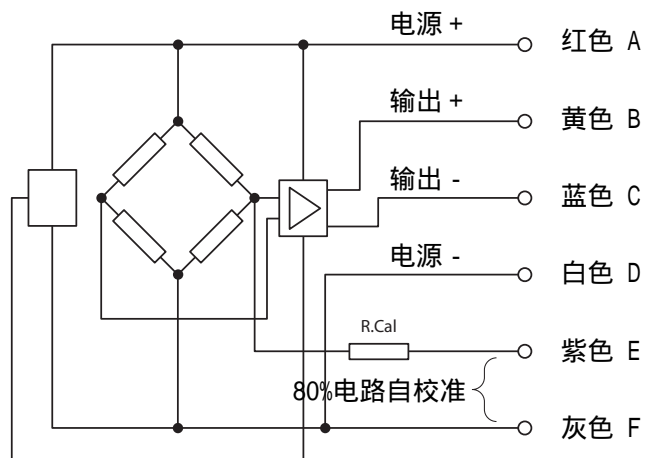 电源 +
红色 A
输出 +
黄色 B
输出 -
蓝色 C
电源 -
白色 D
R.Cal
紫色 E
80%电路自校准
灰色 F